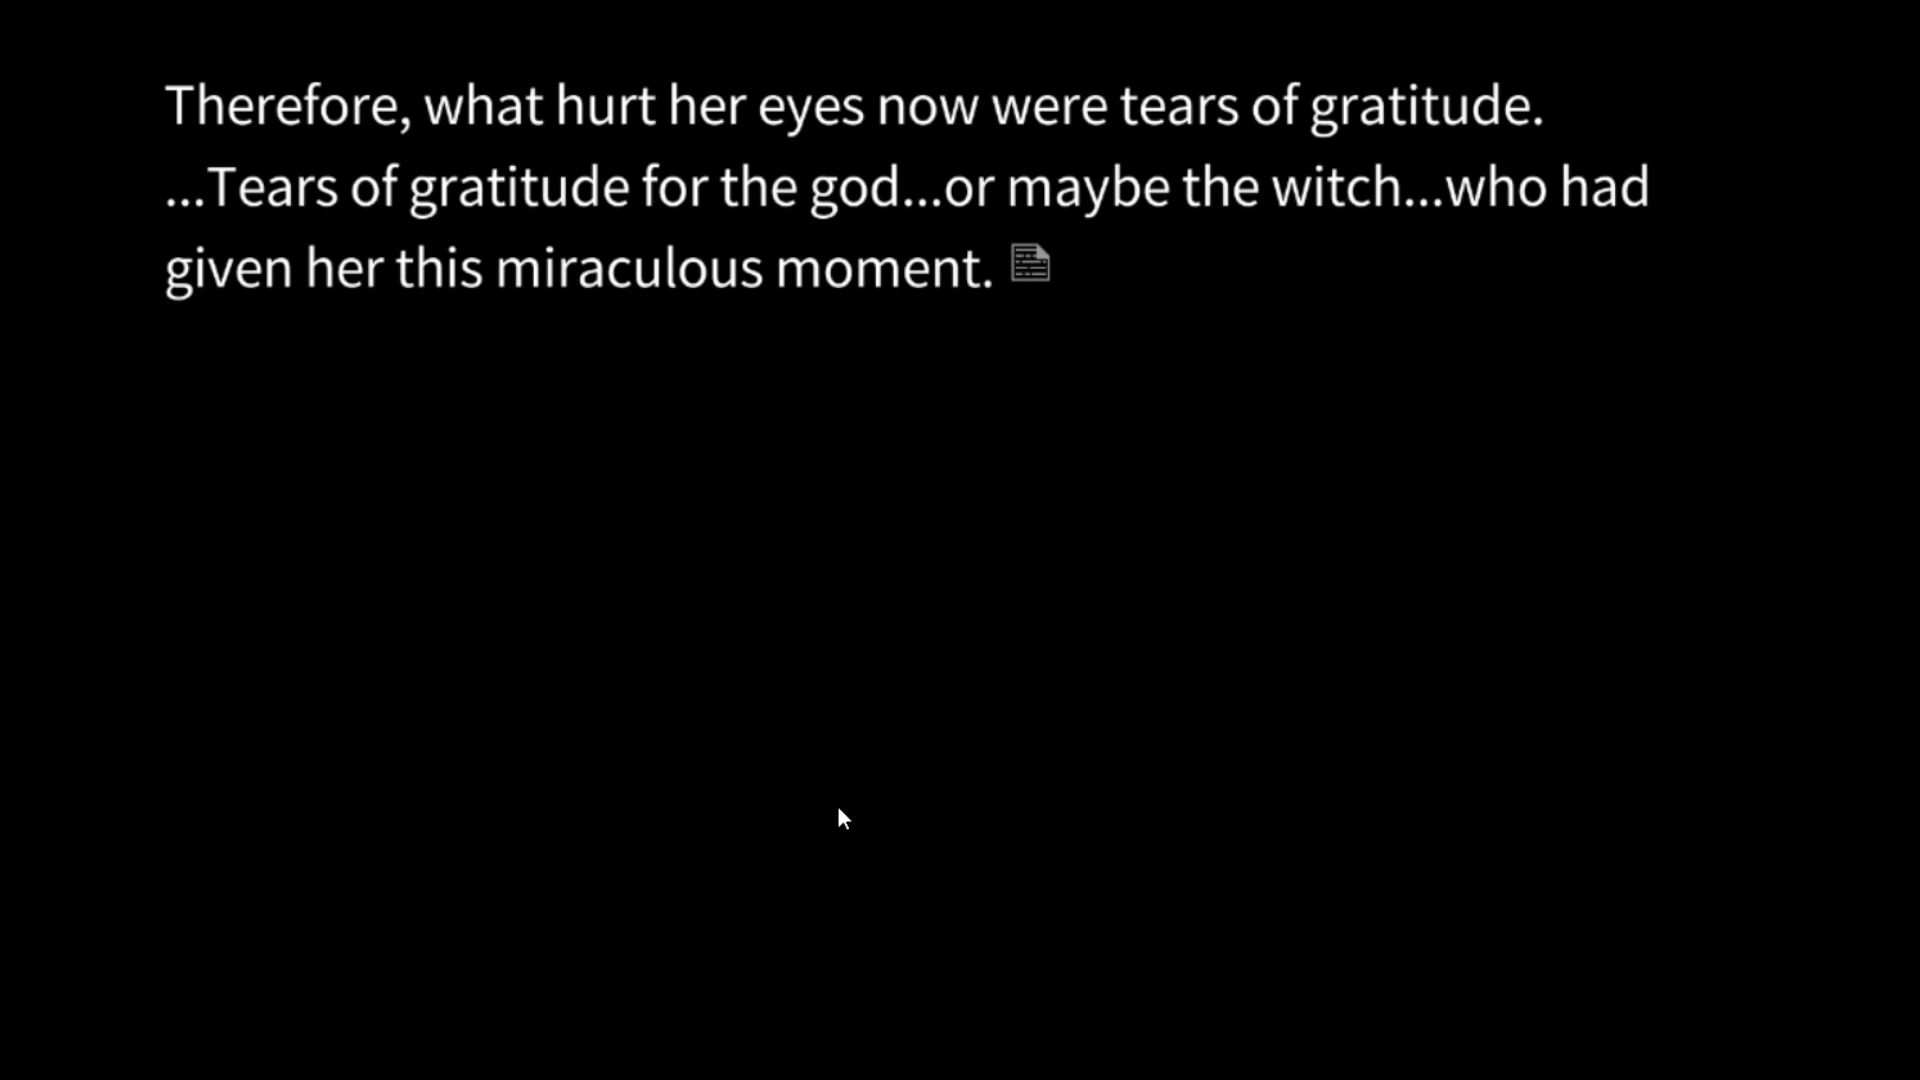 Therefore, what hurt her eyes now were tears of gratitude.
...Tears of gratitude for the god...or maybe the witch...who had
given her this miraculous moment.